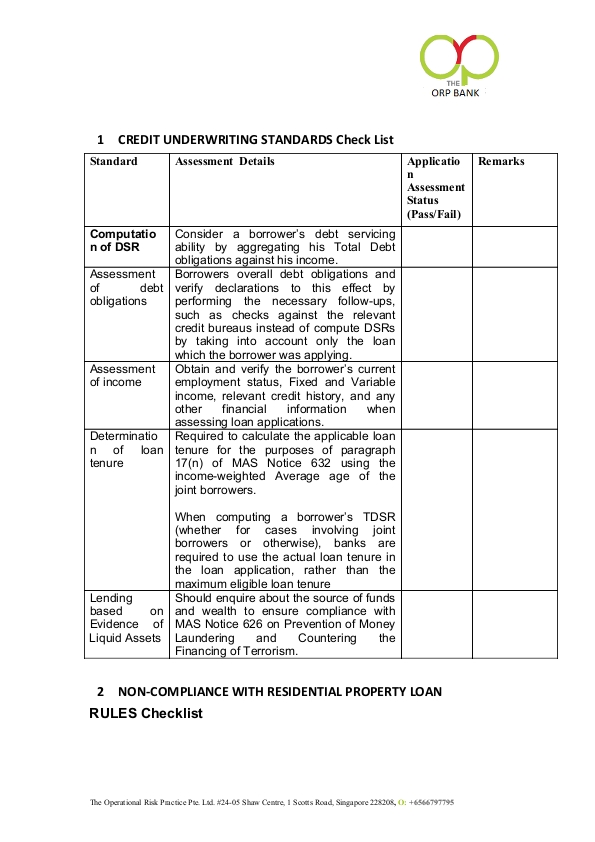 THE
ORP BANK
1 CREDIT UNDERWRITING STANDARDS Check List
Standard
Assessment Details
Applicatio
n
Assessment
Status
(Pass/Fail)
Remarks
Computatio
n of DSR
Consider a borrower's debt servicing
ability by aggregating his Total Debt
obligations against his income.
Assessment
of debt
obligations
Borrowers overall debt obligations and
verify declarations to this effect by
performing the necessary follow-ups,
such as checks against the relevant
credit bureaus instead of compute DSRs
by taking into account only the loan
which the borrower was applying.
Assessment
of income
Obtain and verify the borrower's current
employment status, Fixed and Variable
income, relevant credit history, and any
other financial information when
assessing loan applications.
Determinatio
n of loan
tenure
Required to calculate the applicable loan
tenure for the purposes of paragraph
17(n) of MAS Notice 632 using the
income-weighted Average age of the
joint borrowers.
When computing a borrower's TDSR
(whether for cases involving joint
borrowers or otherwise), banks are
required to use the actual loan tenure in
the loan application, rather than the
maximum eligible loan tenure
Lending
based on
Evidence of
Liquid Assets
Should enquire about the source of funds
and wealth to ensure compliance with
MAS Notice 626 on Prevention of Money
Laundering and Countering the
Financing of Terrorism.
2 NON-COMPLIANCE WITH RESIDENTIAL PROPERTY LOAN
RULES Checklist
The Operational Risk Practice Pte. Ltd. #24-05 Shaw Centre, 1 Scotts Road, Singapore 228208, O: +6566797795